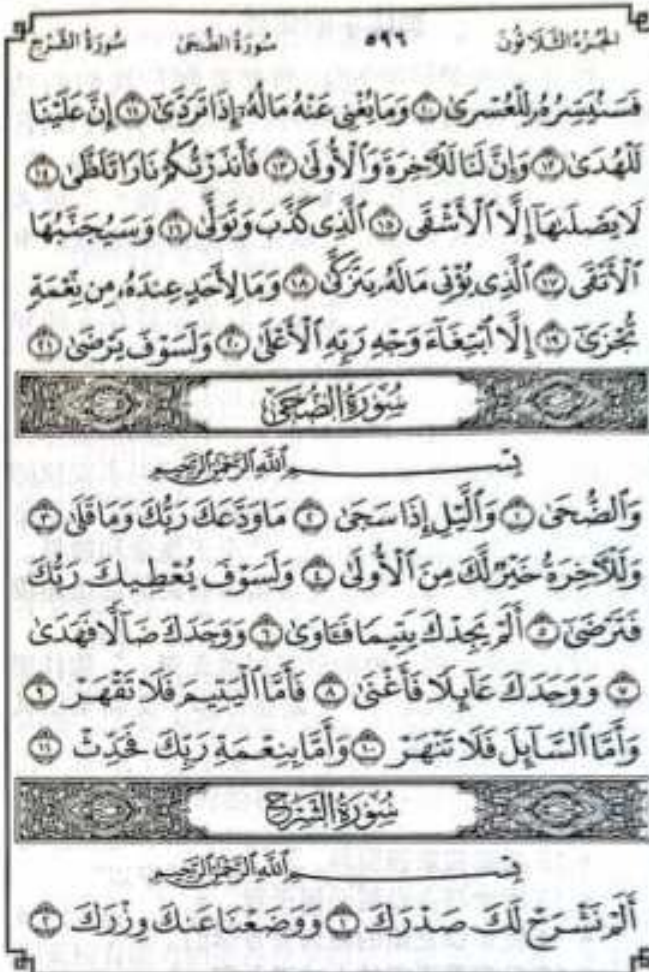 الجزء الثلاثون ٥٩٦ سورة الضحى سورة الشرح
فَسَنُيَسِّرُهُۥ لِلْعُسْرَىٰ ١٠ وَمَا يُغْنِى عَنْهُ مَالُهُۥٓ إِذَا تَرَدَّىٰٓ ١١ إِنَّ عَلَيْنَا
لَلْهُدَىٰ ١٢ وَإِنَّ لَنَا لَلْـَٔاخِرَةَ وَٱلْأُولَىٰ ١٣ فَأَنذَرْتُكُمْ نَارًا تَلَظَّىٰ ١٤
لَا يَصْلَىٰهَآ إِلَّا ٱلْأَشْقَى ١٥ ٱلَّذِى كَذَّبَ وَتَوَلَّىٰ ١٦ وَسَيُجَنَّبُهَا
ٱلْأَتْقَى ١٧ ٱلَّذِى يُؤْتِى مَالَهُۥ يَتَزَكَّىٰ ١٨ وَمَا لِأَحَدٍ عِندَهُۥ مِن نِّعْمَةٍ
تُجْزَىٰٓ ١٩ إِلَّا ٱبْتِغَآءَ وَجْهِ رَبِّهِ ٱلْأَعْلَىٰ ٢٠ وَلَسَوْفَ يَرْضَىٰ ٢١
سُورَةُ الضُّحَىٰ
بِسْمِ ٱللَّهِ ٱلرَّحْمَٰنِ ٱلرَّحِيمِ
وَٱلضُّحَىٰ ١ وَٱلَّيْلِ إِذَا سَجَىٰ ٢ مَا وَدَّعَكَ رَبُّكَ وَمَا قَلَىٰ ٣
وَلَلْـَٔاخِرَةُ خَيْرٌ لَّكَ مِنَ ٱلْأُولَىٰ ٤ وَلَسَوْفَ يُعْطِيكَ رَبُّكَ
فَتَرْضَىٰٓ ٥ أَلَمْ يَجِدْكَ يَتِيمًا فَـَٔاوَىٰ ٦ وَوَجَدَكَ ضَآلًّا فَهَدَىٰ
٧ وَوَجَدَكَ عَآئِلًا فَأَغْنَىٰ ٨ فَأَمَّا ٱلْيَتِيمَ فَلَا تَقْهَرْ ٩
وَأَمَّا ٱلسَّآئِلَ فَلَا تَنْهَرْ ١٠ وَأَمَّا بِنِعْمَةِ رَبِّكَ فَحَدِّثْ ١١
سُورَةُ الشَّرْحِ
بِسْمِ ٱللَّهِ ٱلرَّحْمَٰنِ ٱلرَّحِيمِ
أَلَمْ نَشْرَحْ لَكَ صَدْرَكَ ١ وَوَضَعْنَا عَنكَ وِزْرَكَ ٢